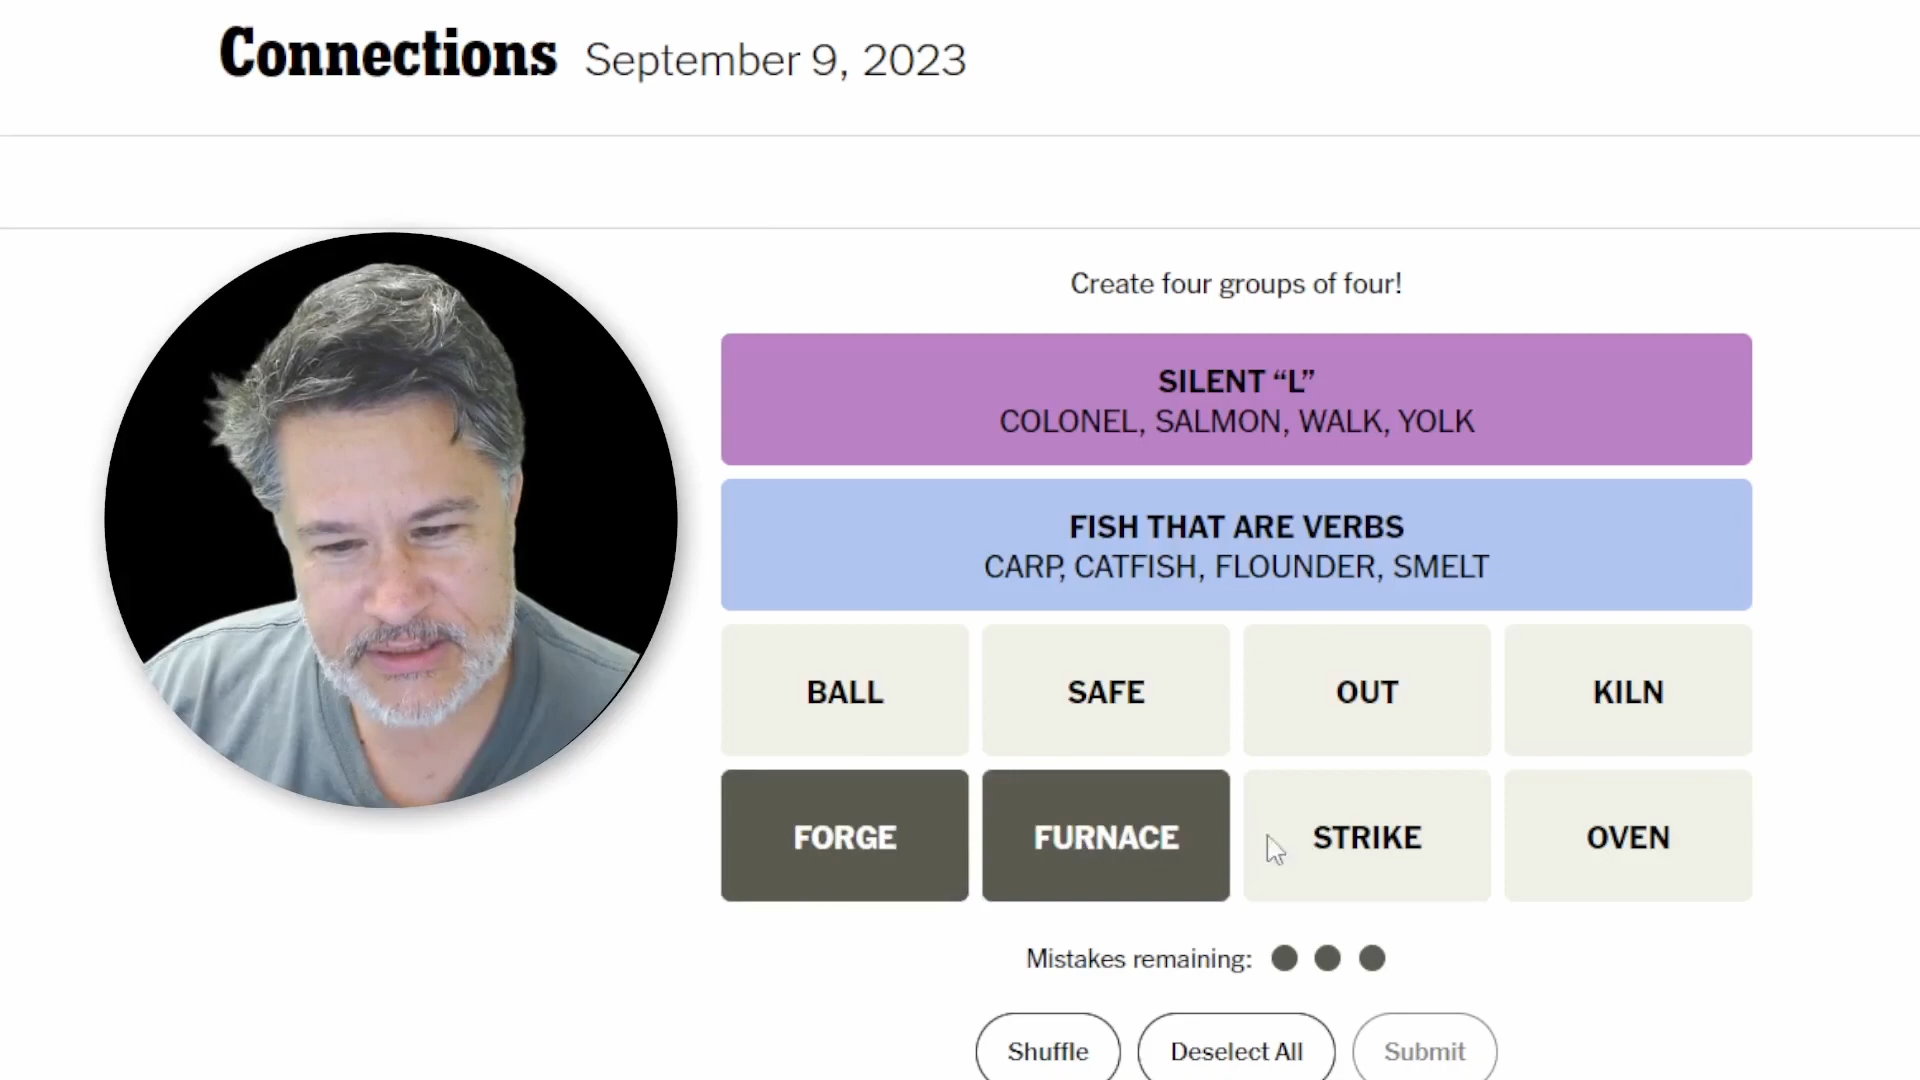 Connections September 9, 2023
Create four groups of four!
SILENT “L”
COLONEL, SALMON, WALK, YOLK
FISH THAT ARE VERBS
CARP, CATFISH, FLOUNDER, SMELT
BALL SAFE OUT KILN
FORGE FURNACE STRIKE OVEN
Mistakes remaining:
Shuffle Deselect All Submit